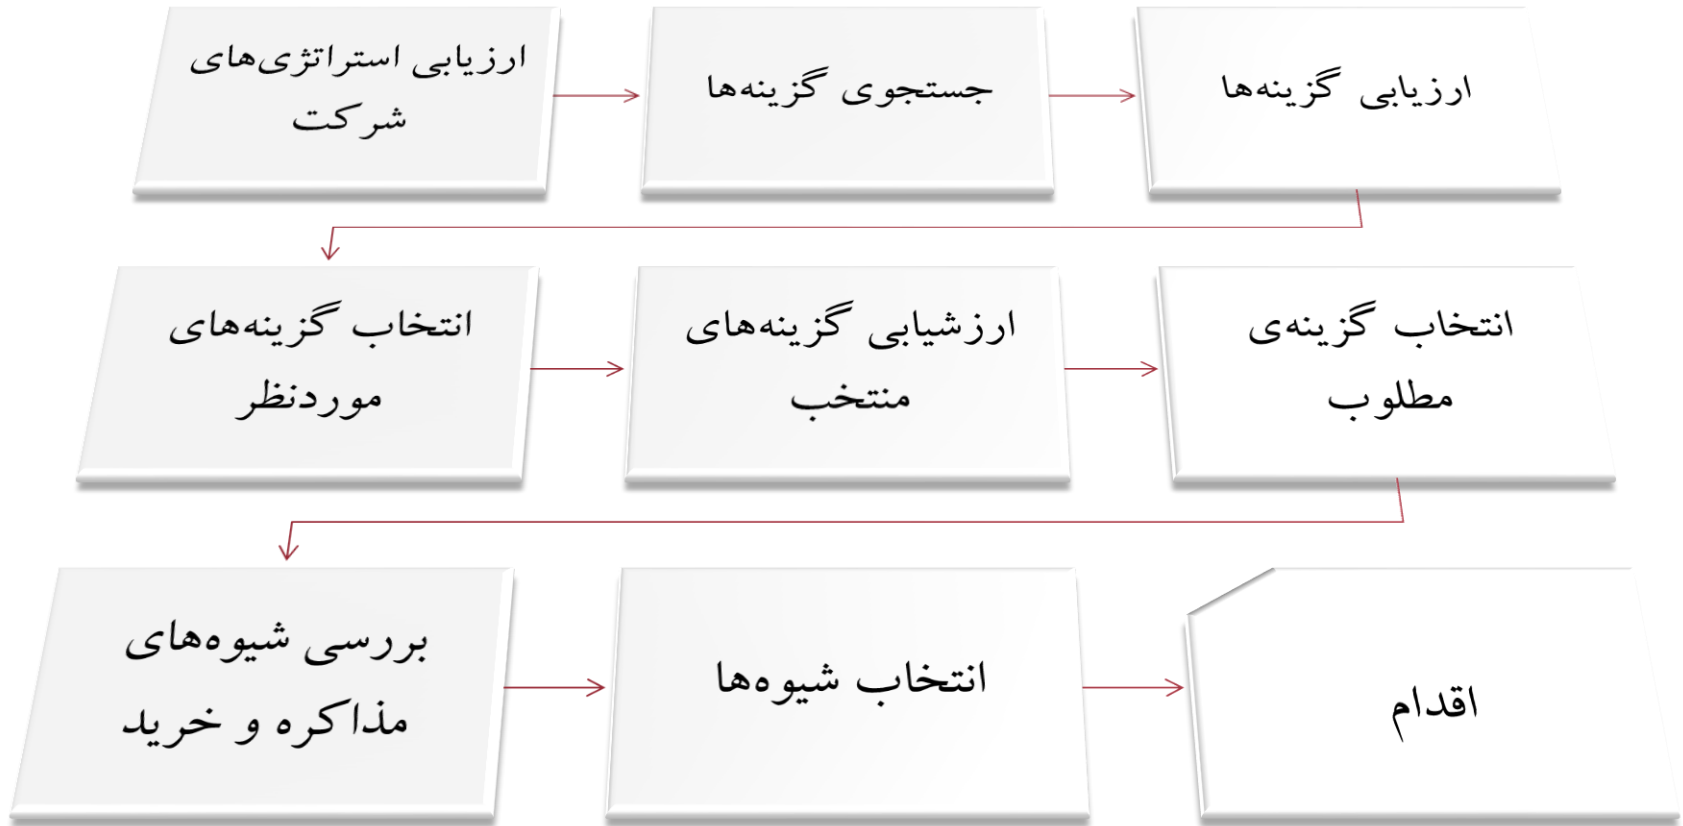 ارزیابی استراتژی‌های
شرکت
جستجوی گزینه‌ها
ارزیابی گزینه‌ها
انتخاب گزینه‌های
موردنظر
ارزشیابی گزینه‌های
منتخب
انتخاب گزینه‌ی
مطلوب
بررسی شیوه‌های
مذاکره و خرید
انتخاب شیوه‌ها
اقدام